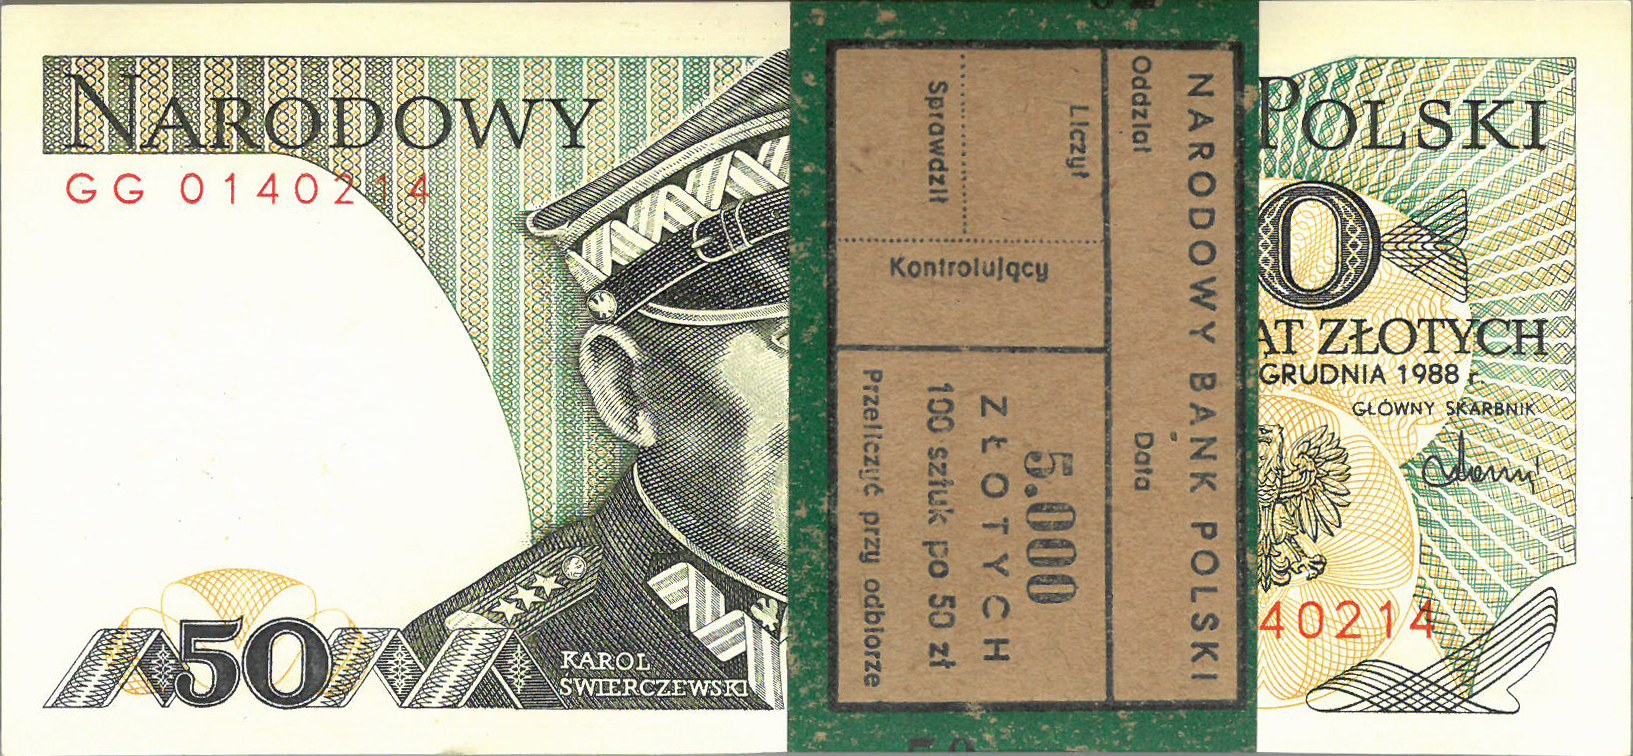 NARODOWY
POLSKI
GG 0140214
AT ZŁOTYCH
GRUDNIA 1988 r.
GŁÓWNY SKARBNIK
40214
50
KAROL
ŚWIERCZEWSKI
NARODOWY BANK POLSKI
Oddział
Data
Liczył
Sprawdził
Kontrolujący
5.000
ZŁOTYCH
100 sztuk po 50 zł
Przeliczyć przy odbiorze